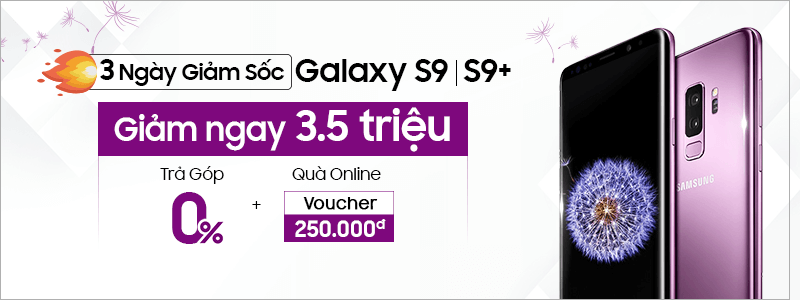 3 Ngày Giảm Sốc Galaxy S9 | S9+
Giảm ngay 3.5 triệu
Trả Góp
0%
+
Quà Online
Voucher
250.000đ
SAMSUNG